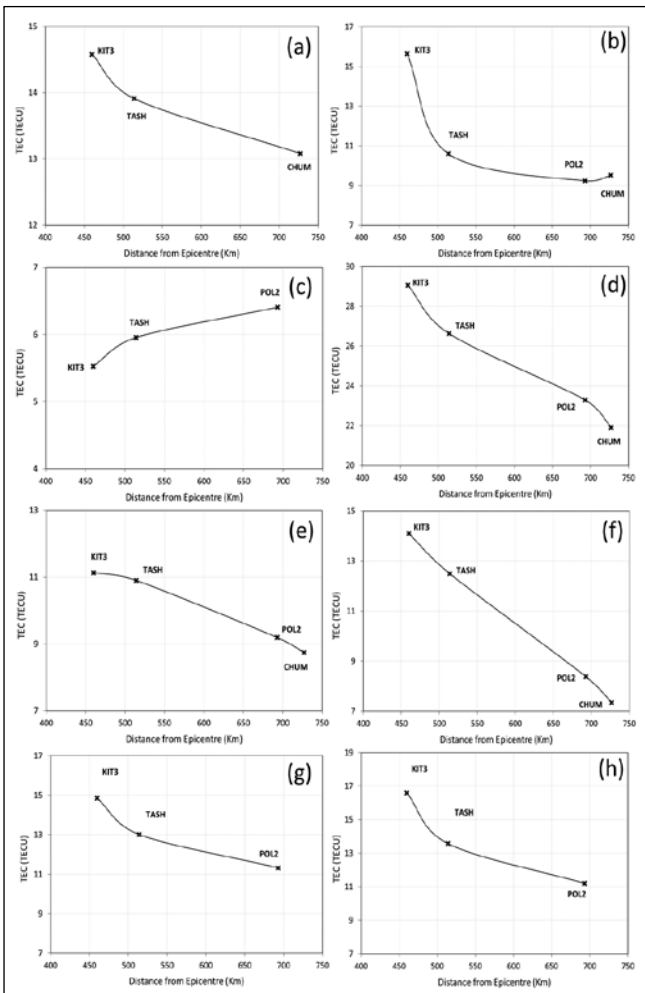 (a)
15
14
13
12
TEC (TECU)
KIT3
TASH
CHUM
400 450 500 550 600 650 700 750
Distance from Epicentre (Km)
(b)
17
15
13
11
9
7
TEC (TECU)
KIT3
TASH
POL2
CHUM
400 450 500 550 600 650 700 750
Distance from Epicentre (Km)
(c)
7
6
5
4
TEC (TECU)
POL2
TASH
KIT3
400 450 500 550 600 650 700 750
Distance from Epicentre (Km)
(d)
30
28
26
24
22
20
TEC (TECU)
KIT3
TASH
POL2
CHUM
400 450 500 550 600 650 700 750
Distance from Epicentre (Km)
(e)
13
11
9
7
TEC (TECU)
KIT3
TASH
POL2
CHUM
400 450 500 550 600 650 700 750
Distance from Epicentre (Km)
(f)
15
13
11
9
7
TEC (TECU)
KIT3
TASH
POL2
CHUM
400 450 500 550 600 650 700 750
Distance from Epicentre (Km)
(g)
17
15
13
11
9
7
TEC (TECU)
KIT3
TASH
POL2
400 450 500 550 600 650 700 750
Distance from Epicentre (Km)
(h)
19
17
15
13
11
9
7
TEC (TECU)
KIT3
TASH
POL2
400 450 500 550 600 650 700 750
Distance from Epicentre (Km)